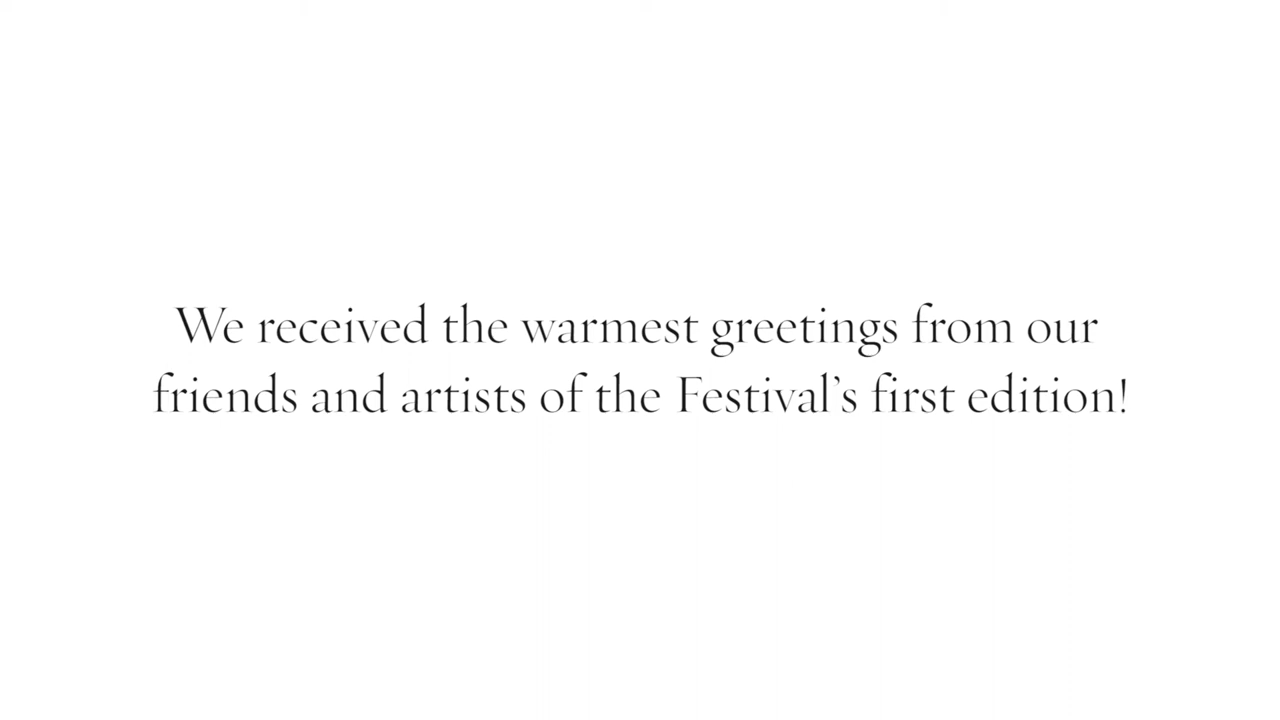 We received the warmest greetings from our
friends and artists of the Festival’s first edition!